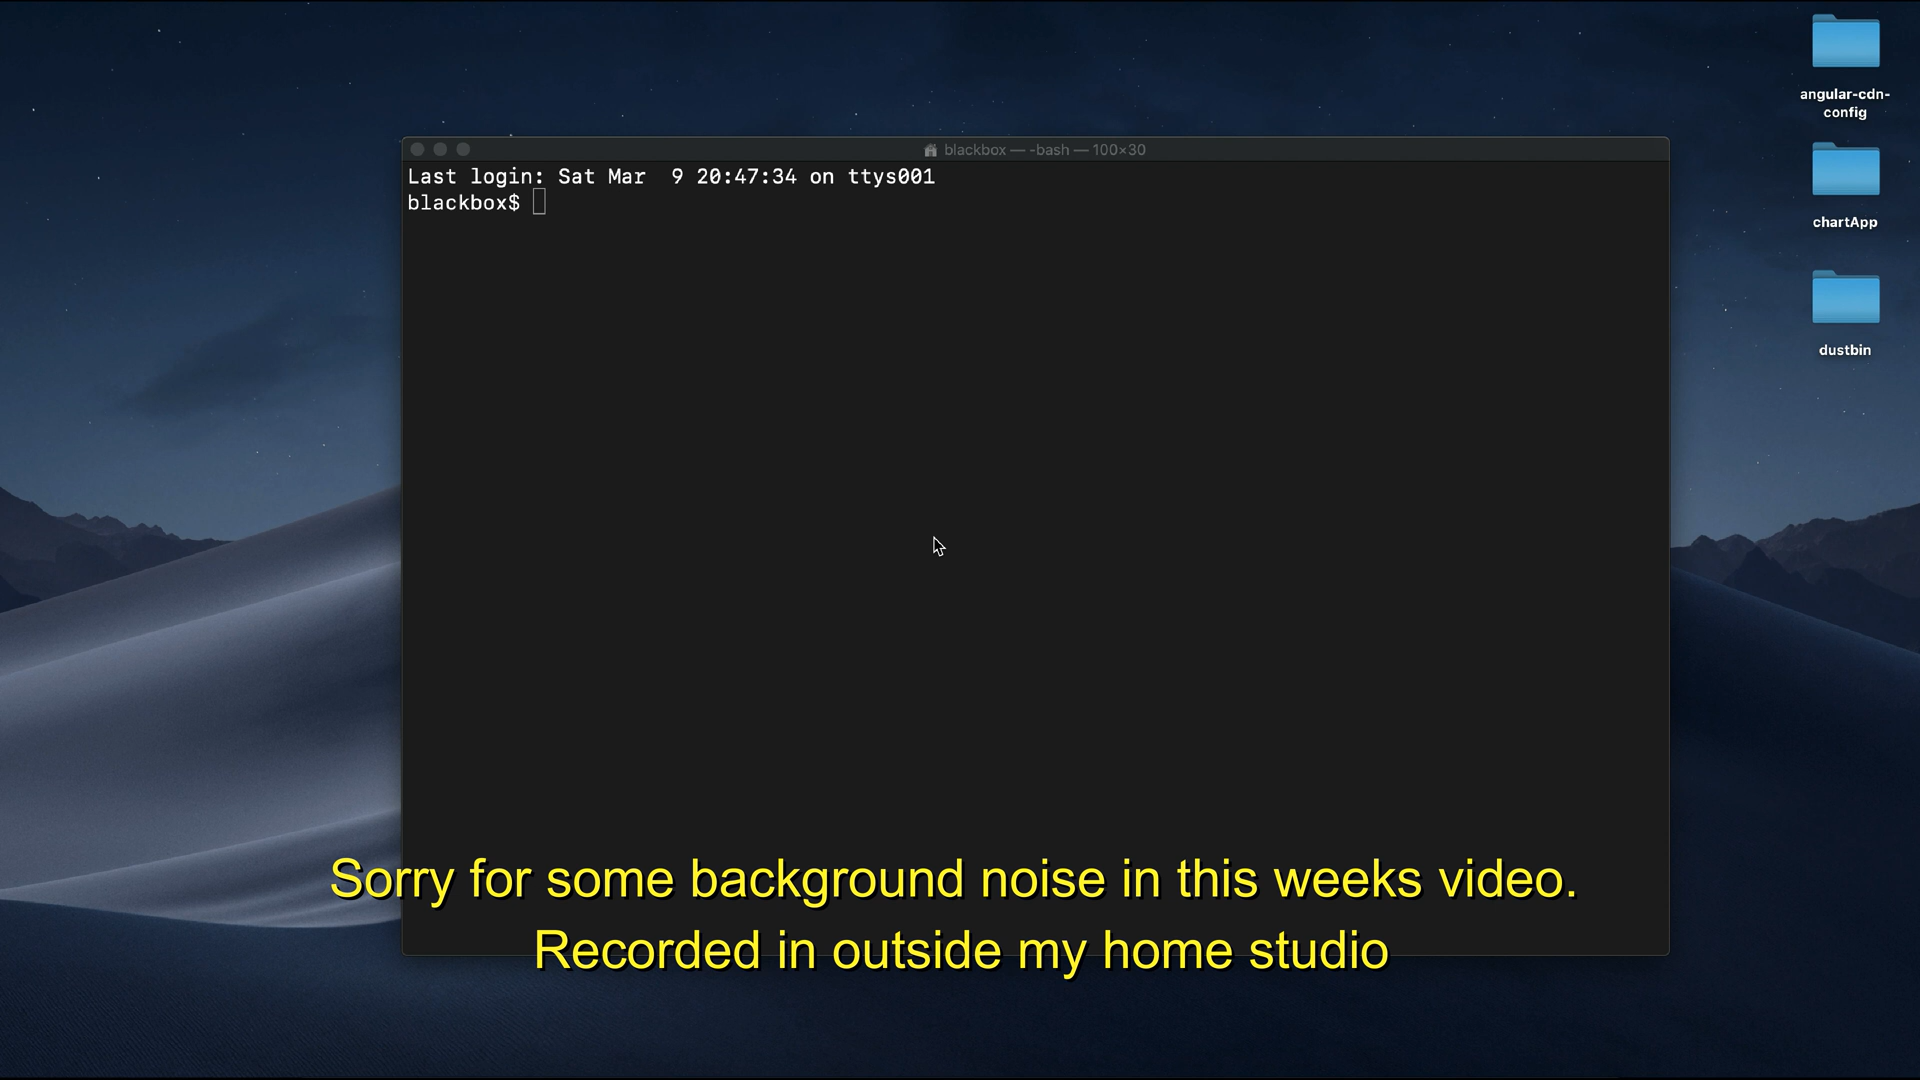 angular-cdn-
config
blackbox — -bash — 100×30
Last login: Sat Mar  9 20:47:34 on ttys001
blackbox$
chartApp
dustbin
Sorry for some background noise in this weeks video.
Recorded in outside my home studio